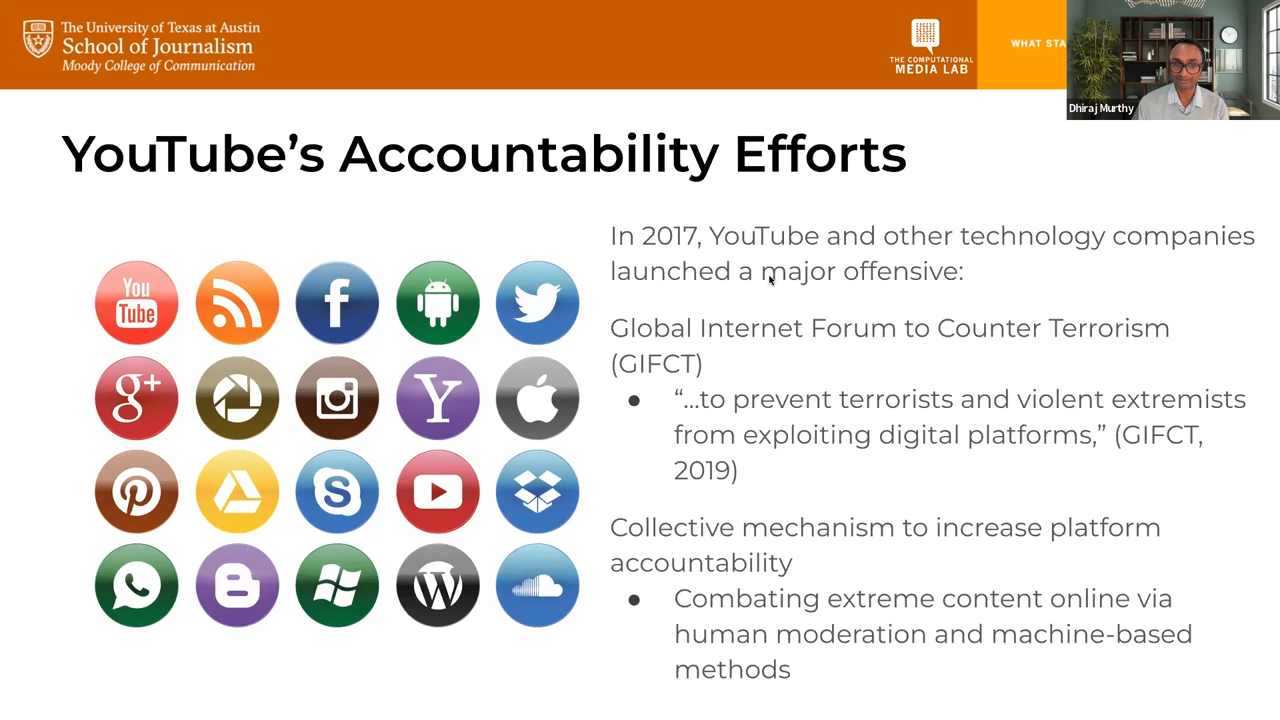 The University of Texas at Austin
School of Journalism
Moody College of Communication
THE COMPUTATIONAL
MEDIA LAB
WHAT STA
Dhiraj Murthy
YouTube’s Accountability Efforts
In 2017, YouTube and other technology companies
launched a major offensive:
Global Internet Forum to Counter Terrorism
(GIFCT)
● “...to prevent terrorists and violent extremists
from exploiting digital platforms,” (GIFCT,
2019)
Collective mechanism to increase platform
accountability
● Combating extreme content online via
human moderation and machine-based
methods
You
Tube
f
g+
Y